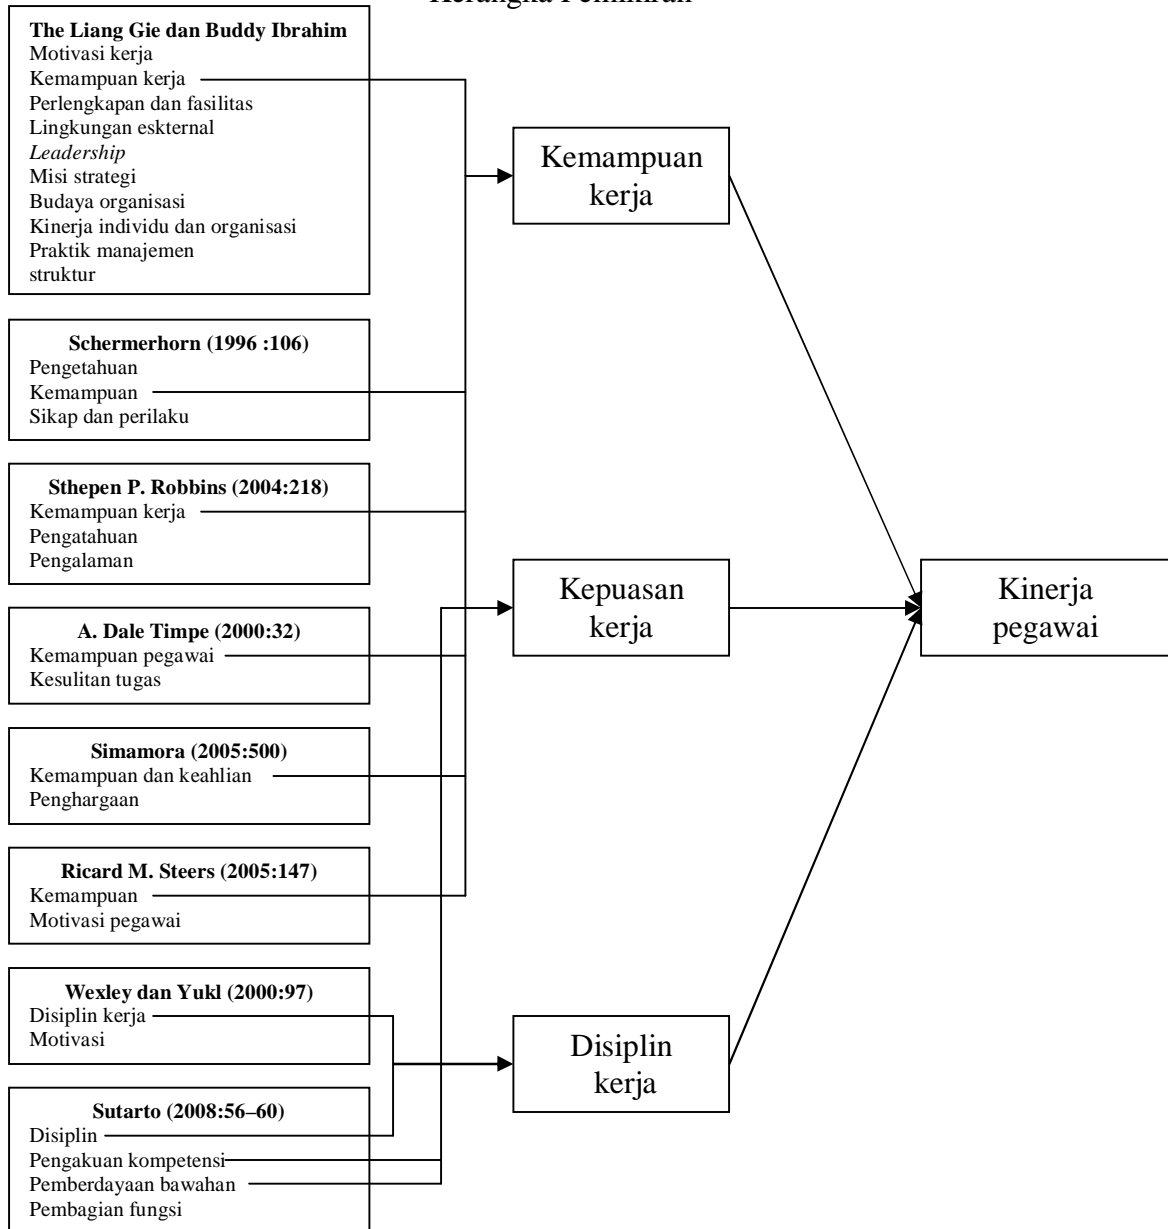 Kerangka Pemikiran
The Liang Gie dan Buddy Ibrahim
Motivasi kerja
Kemampuan kerja
Perlengkapan dan fasilitas
Lingkungan eskternal
Leadership
Misi strategi
Budaya organisasi
Kinerja individu dan organisasi
Praktik manajemen
struktur
Schermerhorn (1996 :106)
Pengetahuan
Kemampuan
Sikap dan perilaku
Sthepen P. Robbins (2004:218)
Kemampuan kerja
Pengatahuan
Pengalaman
A. Dale Timpe (2000:32)
Kemampuan pegawai
Kesulitan tugas
Simamora (2005:500)
Kemampuan dan keahlian
Penghargaan
Ricard M. Steers (2005:147)
Kemampuan
Motivasi pegawai
Wexley dan Yukl (2000:97)
Disiplin kerja
Motivasi
Sutarto (2008:56–60)
Disiplin
Pengakuan kompetensi
Pemberdayaan bawahan
Pembagian fungsi
Kemampuan
kerja
Kepuasan
kerja
Disiplin
kerja
Kinerja
pegawai